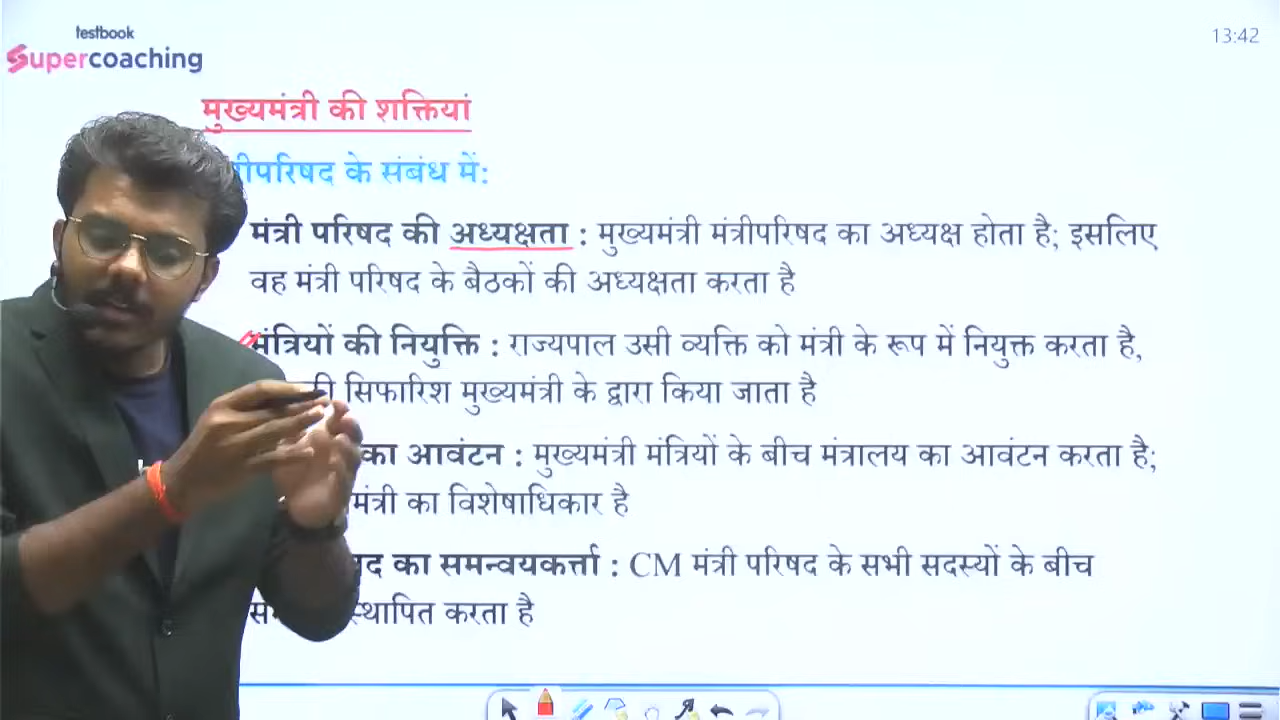 testbook
Supercoaching
13:42
मुख्यमंत्री की शक्तियां
के संबंध में:
मंत्री परिषद की अध्यक्षता : मुख्यमंत्री मंत्रीपरिषद का अध्यक्ष होता है; इसलिए
वह मंत्री परिषद के बैठकों की अध्यक्षता करता है
मंत्रियों की नियुक्ति : राज्यपाल उसी व्यक्ति को मंत्री के रूप में नियुक्त करता है,
सिफारिश मुख्यमंत्री के द्वारा किया जाता है
का आवंटन : मुख्यमंत्री मंत्रियों के बीच मंत्रालय का आवंटन करता है;
मंत्री का विशेषाधिकार है
का समन्वयकर्त्ता : CM मंत्री परिषद के सभी सदस्यों के बीच
स्थापित करता है